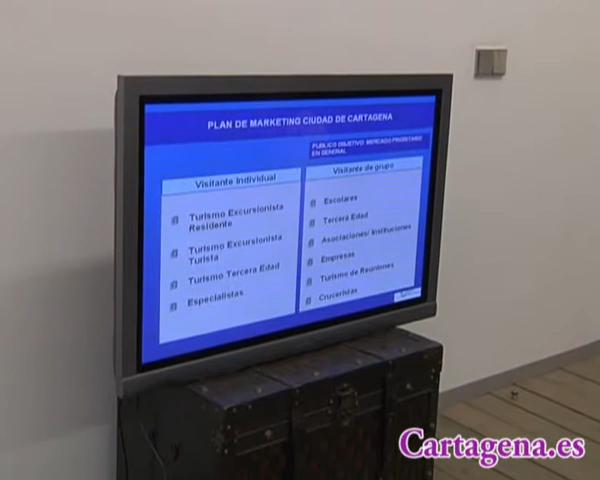 PLAN DE MARKETING CIUDAD DE CARTAGENA
PUBLICO OBJETIVO: MERCADO PRIORITARIO
EN GENERAL
Visitante Individual
Turismo Excursionista
Residente
Turismo Excursionista
Turista
Turismo Tercera Edad
Especialistas
Visitante de grupo
Escolares
Tercera Edad
Asociaciones/ Instituciones
Empresas
Turismo de Reuniones
Cruceristas
Cartagena.es